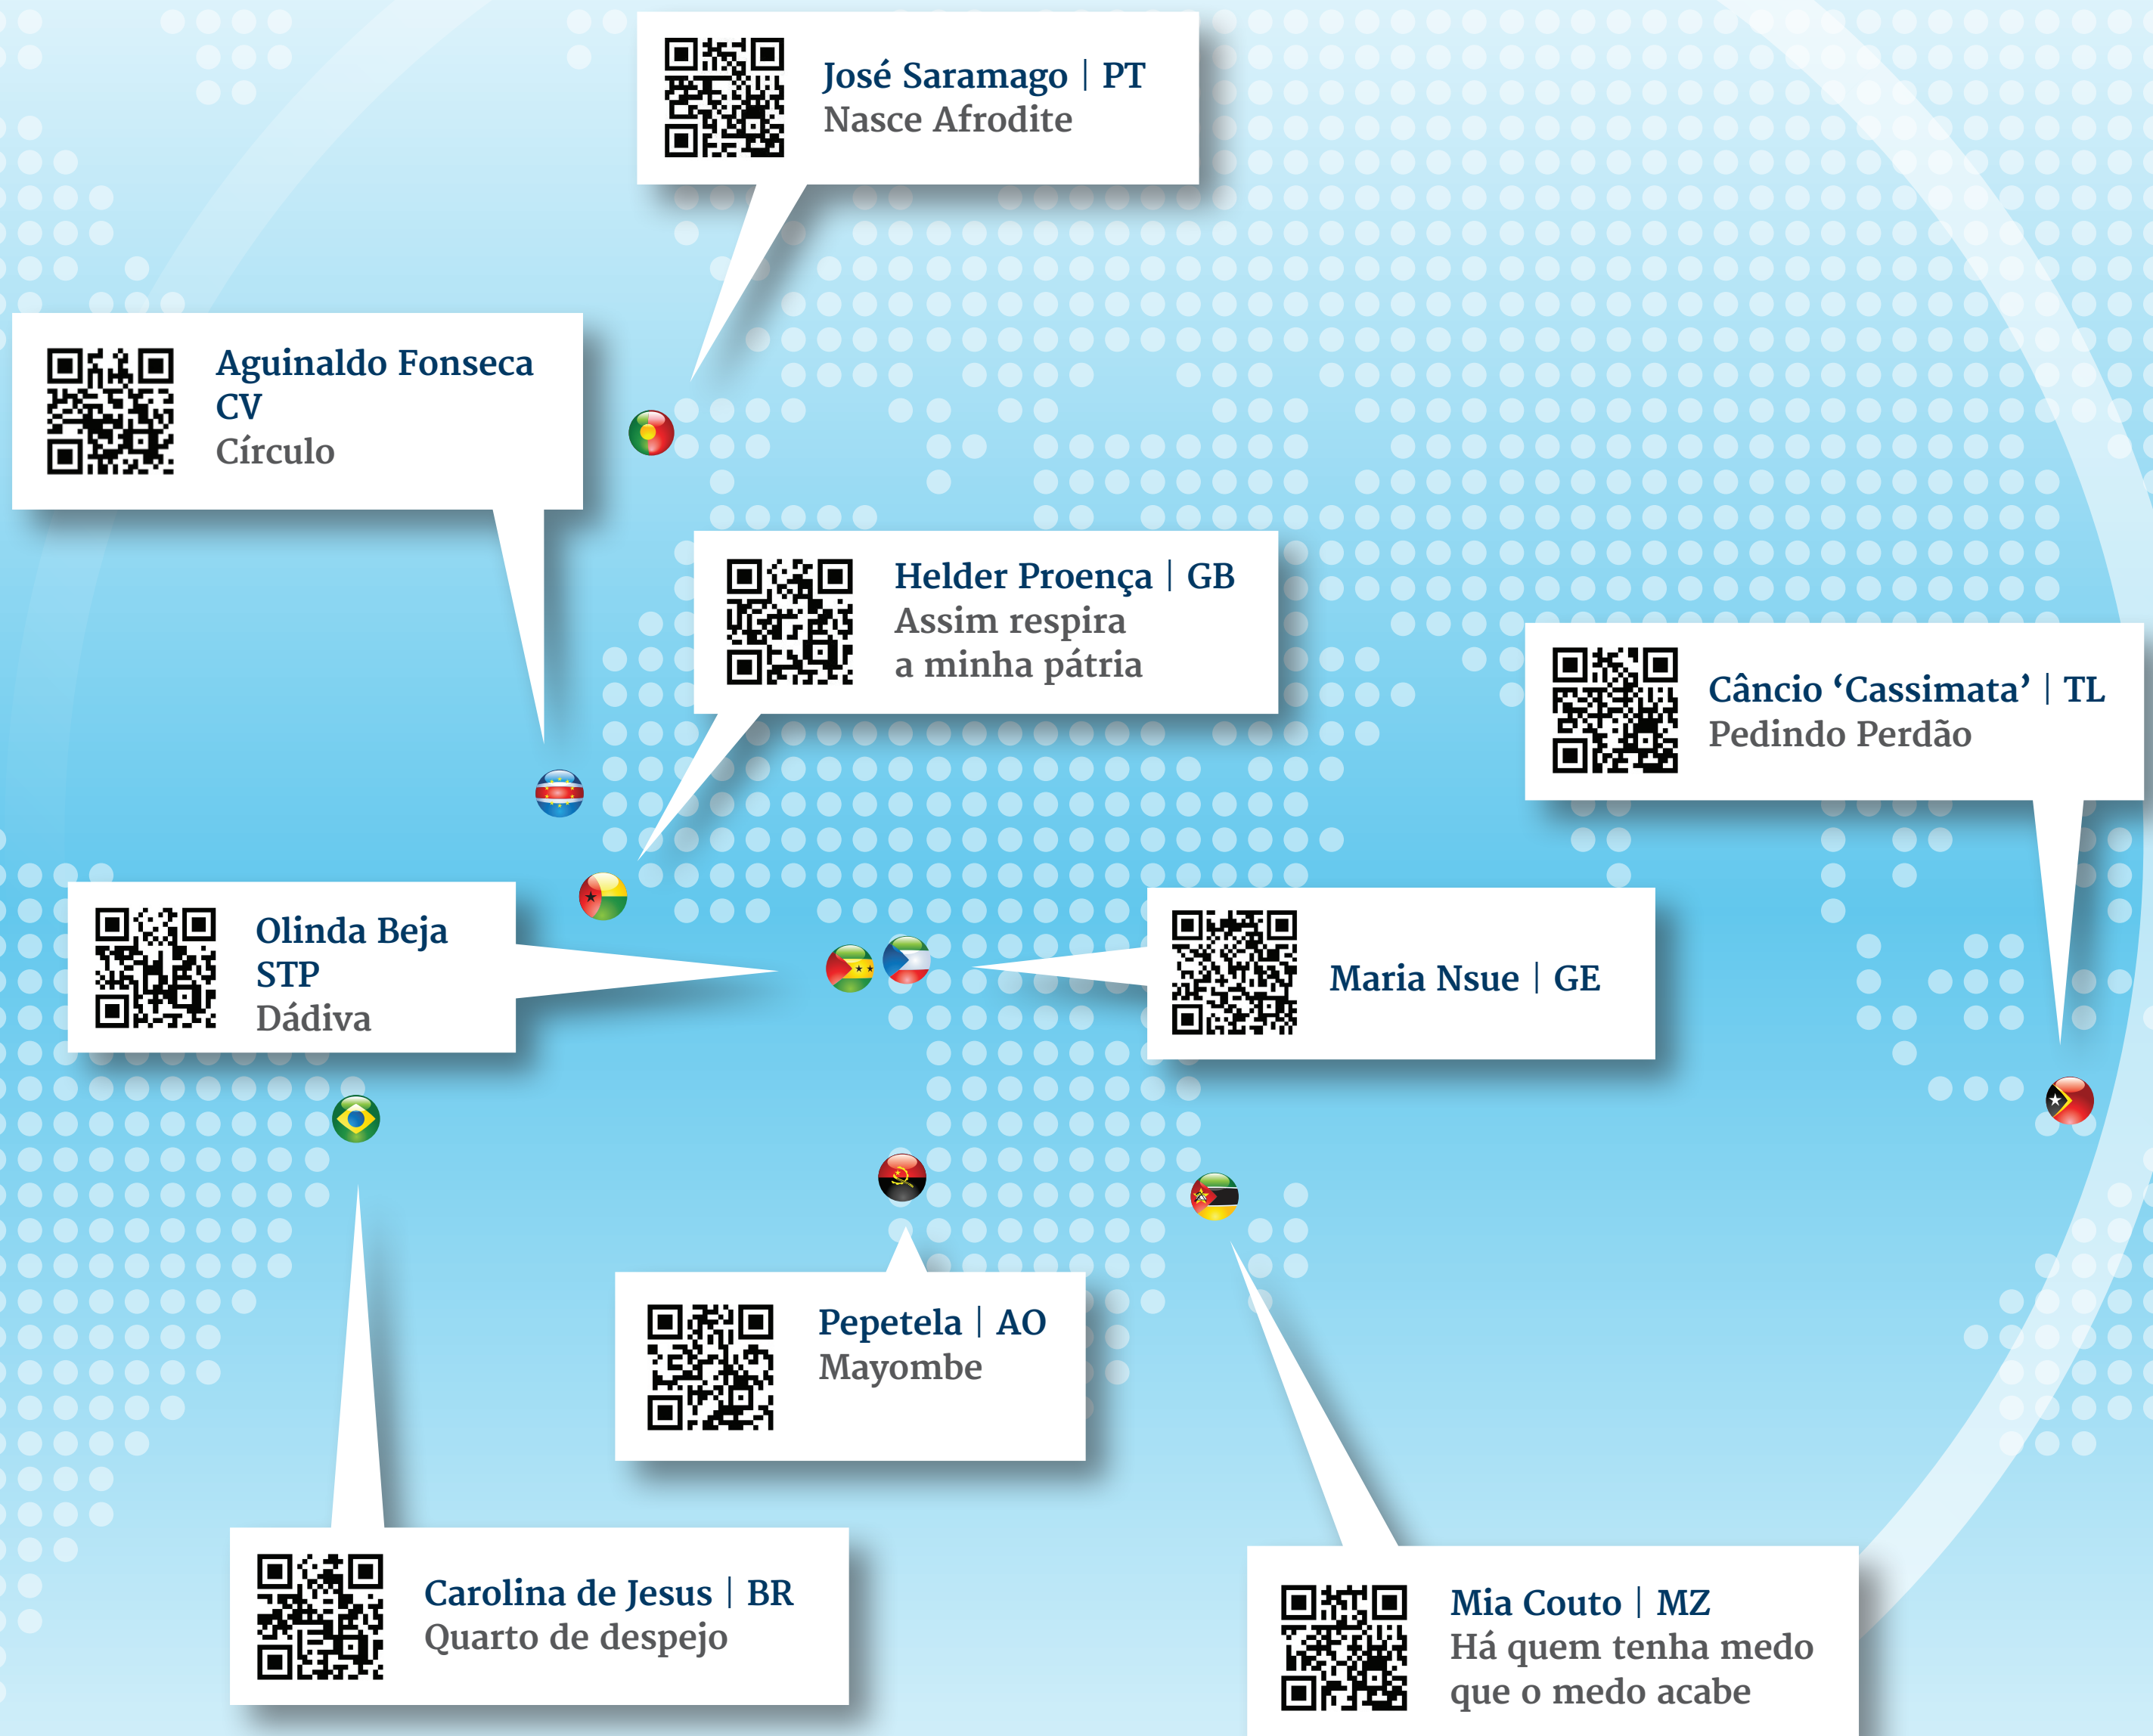 José Saramago | PT
Nasce Afrodite
Aguinaldo Fonseca
CV
Círculo
Helder Proença | GB
Assim respira
a minha pátria
Câncio ‘Cassimata’ | TL
Pedindo Perdão
Olinda Beja
STP
Dádiva
Maria Nsue | GE
Pepetela | AO
Mayombe
Carolina de Jesus | BR
Quarto de despejo
Mia Couto | MZ
Há quem tenha medo
que o medo acabe